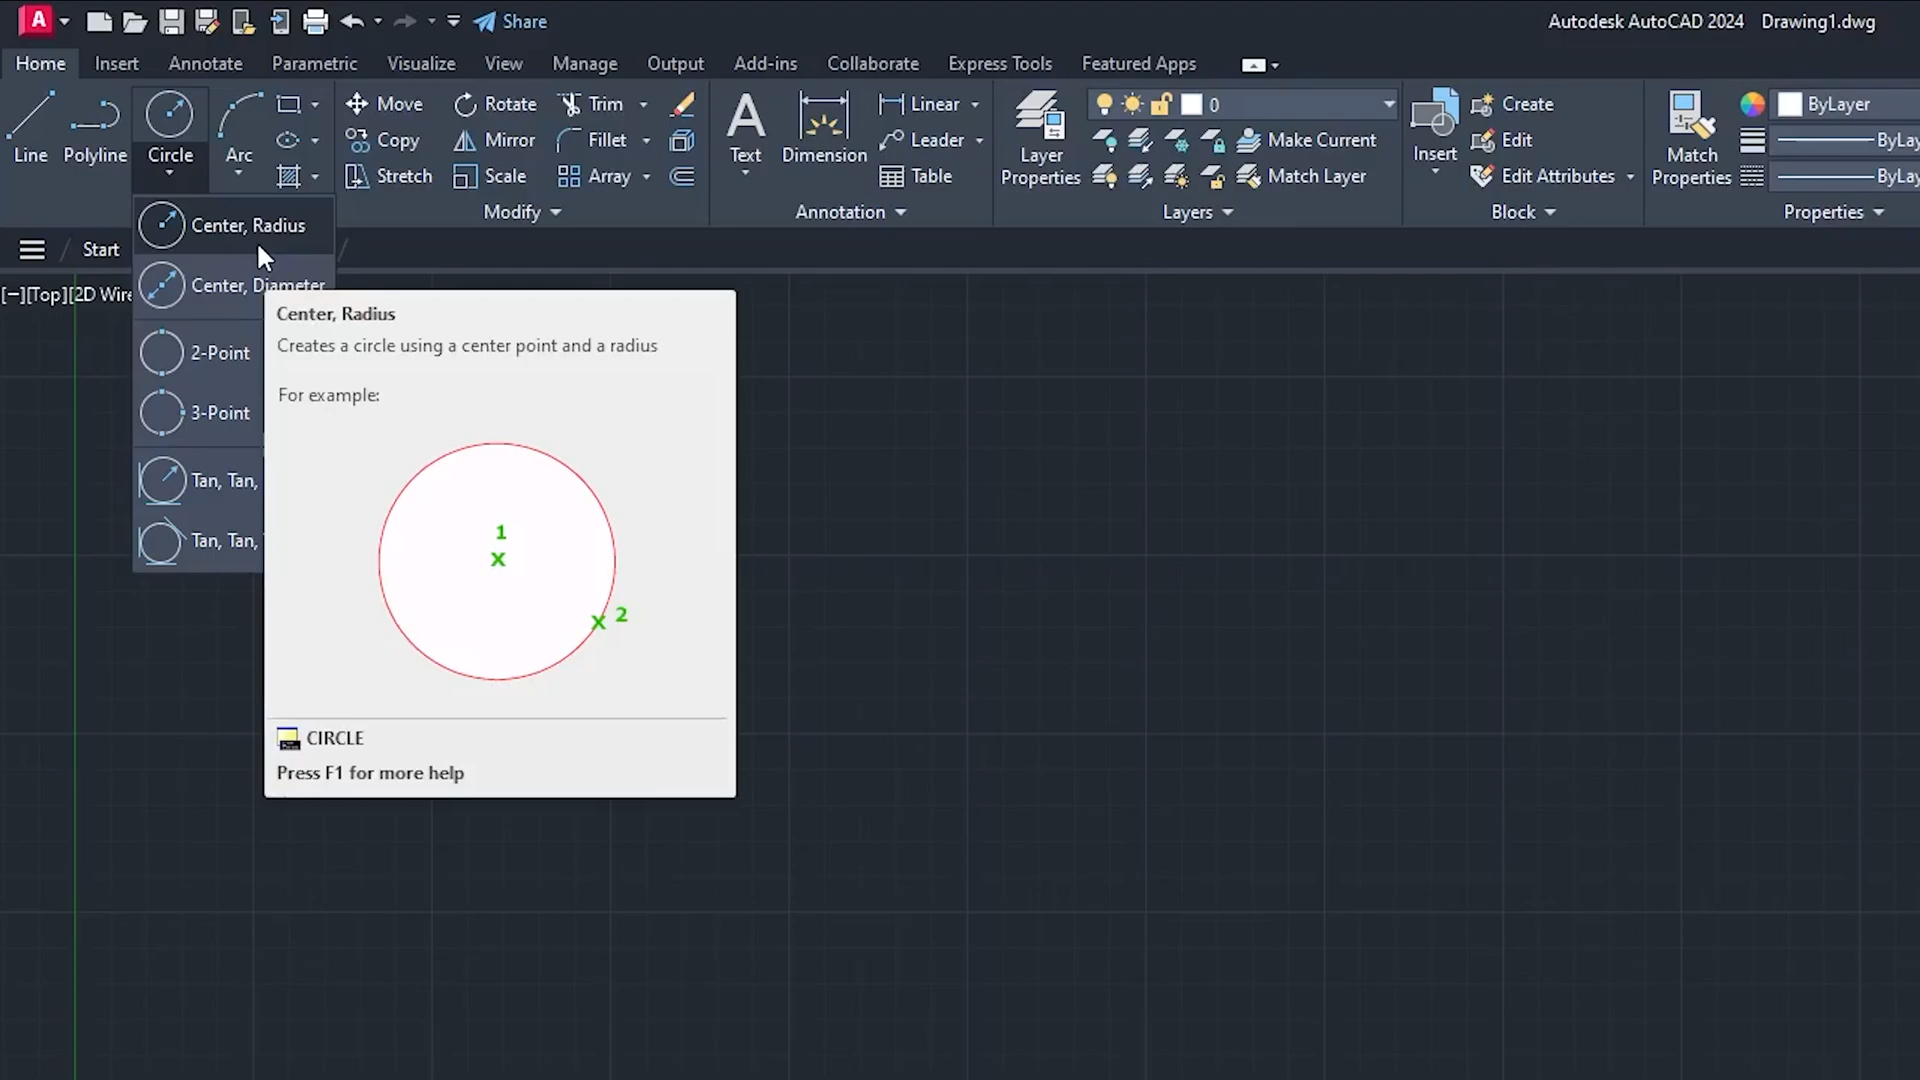 A
Share
Autodesk AutoCAD 2024 Drawing1.dwg
Home Insert Annotate Parametric Visualize View Manage Output Add-ins Collaborate Express Tools Featured Apps
Line
Polyline
Circle
Arc
Move
Rotate
Trim
Copy
Mirror
Fillet
Stretch
Scale
Array
Modify
A
Text
Dimension
Linear
Leader
Table
Annotation
Layer
Properties
0
Make Current
Match Layer
Layers
Insert
Create
Edit
Edit Attributes
Block
Match
Properties
ByLayer
ByLay
ByLay
Properties
Start
[−][Top][2D Wire
Center, Radius
Center, Diameter
2-Point
3-Point
Tan, Tan,
Tan, Tan,
Center, Radius
Creates a circle using a center point and a radius
For example:
1
x
x 2
CIRCLE
Press F1 for more help